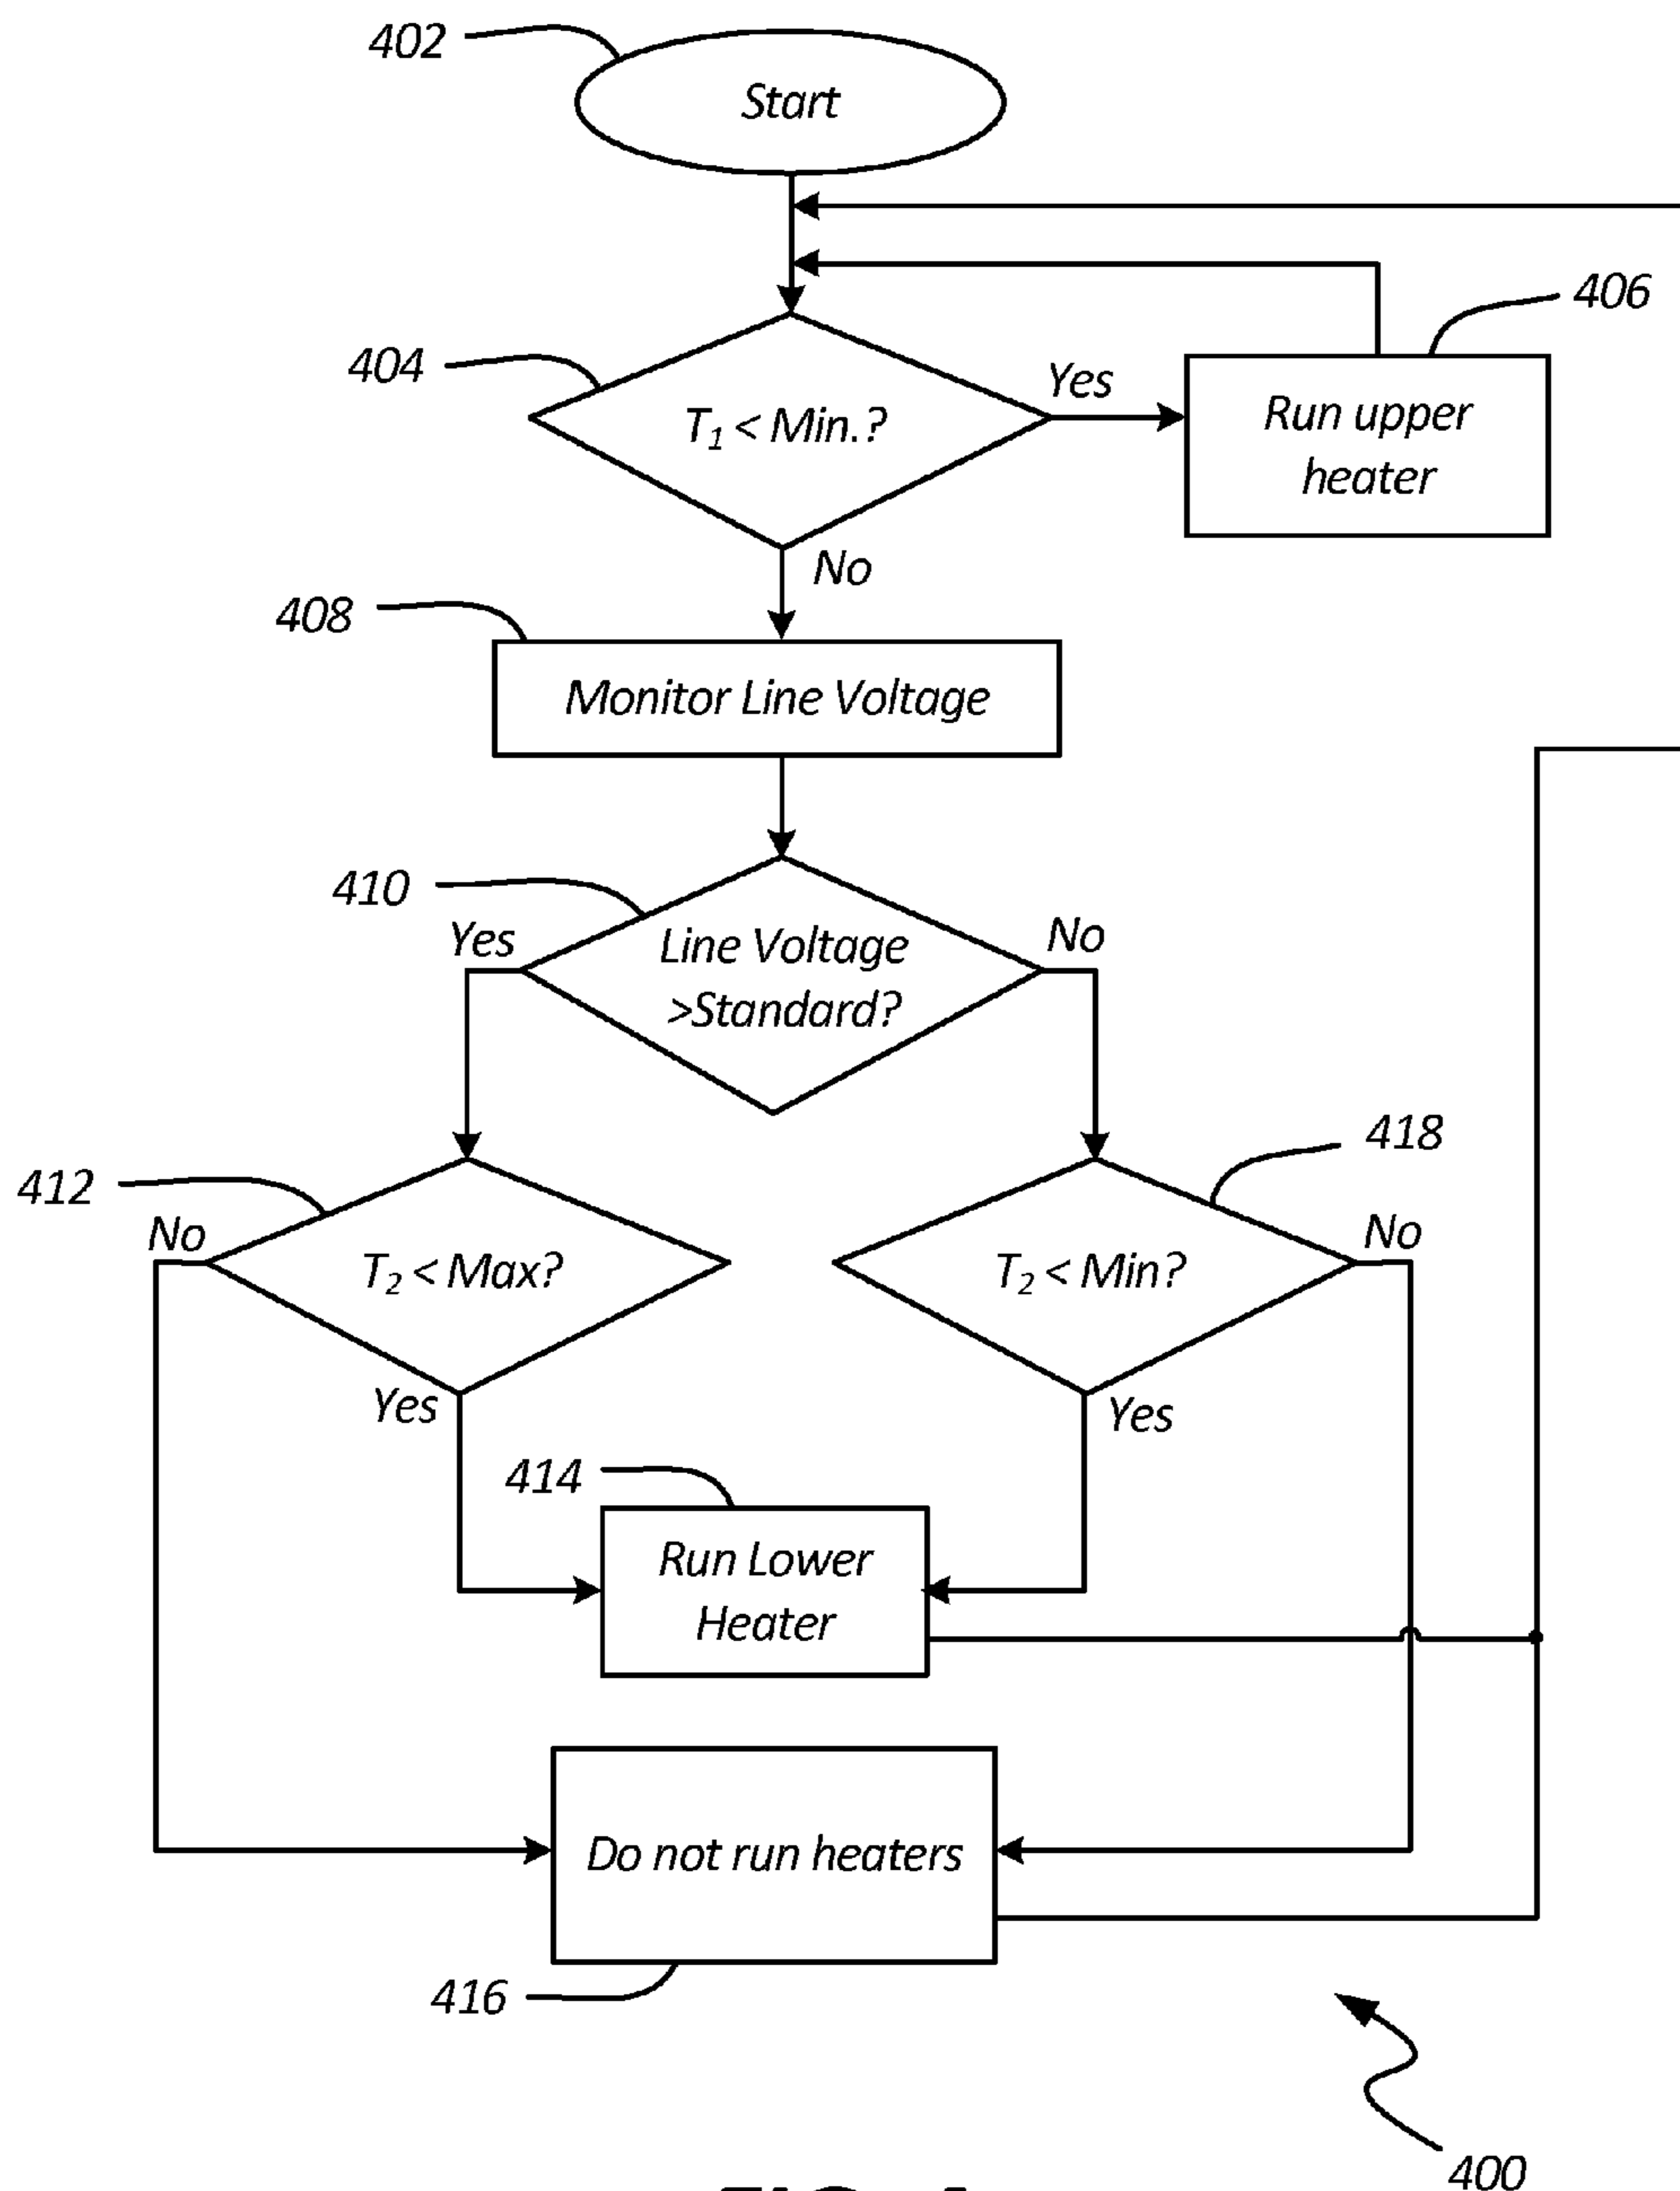 402
Start
406
404
T₁ < Min.?
Yes
Run upper
heater
No
408
Monitor Line Voltage
410
Yes
Line Voltage
>Standard?
No
412
418
No
T₂ < Max?
T₂ < Min?
No
Yes
Yes
414
Run Lower
Heater
Do not run heaters
416
400